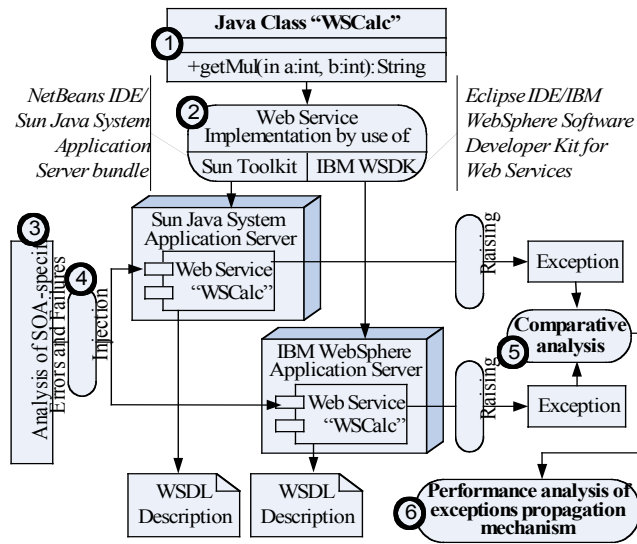 Java Class “WSCalc”
1
+getMul(in a:int, b:int): String
NetBeans IDE/
Sun Java System
Application
Server bundle
2
Web Service
Implementation by use of
Sun Toolkit
IBM WSDK
Eclipse IDE/IBM
WebSphere Software
Developer Kit for
Web Services
3
Analysis of SOA-specific
Errors and Failures
4
Injection
Sun Java System
Application Server
Web Service
“WSCalc”
Raising
Exception
Comparative
analysis
5
IBM WebSphere
Application Server
Web Service
“WSCalc”
Raising
Exception
WSDL
Description
WSDL
Description
6
Performance analysis of
exceptions propagation
mechanism